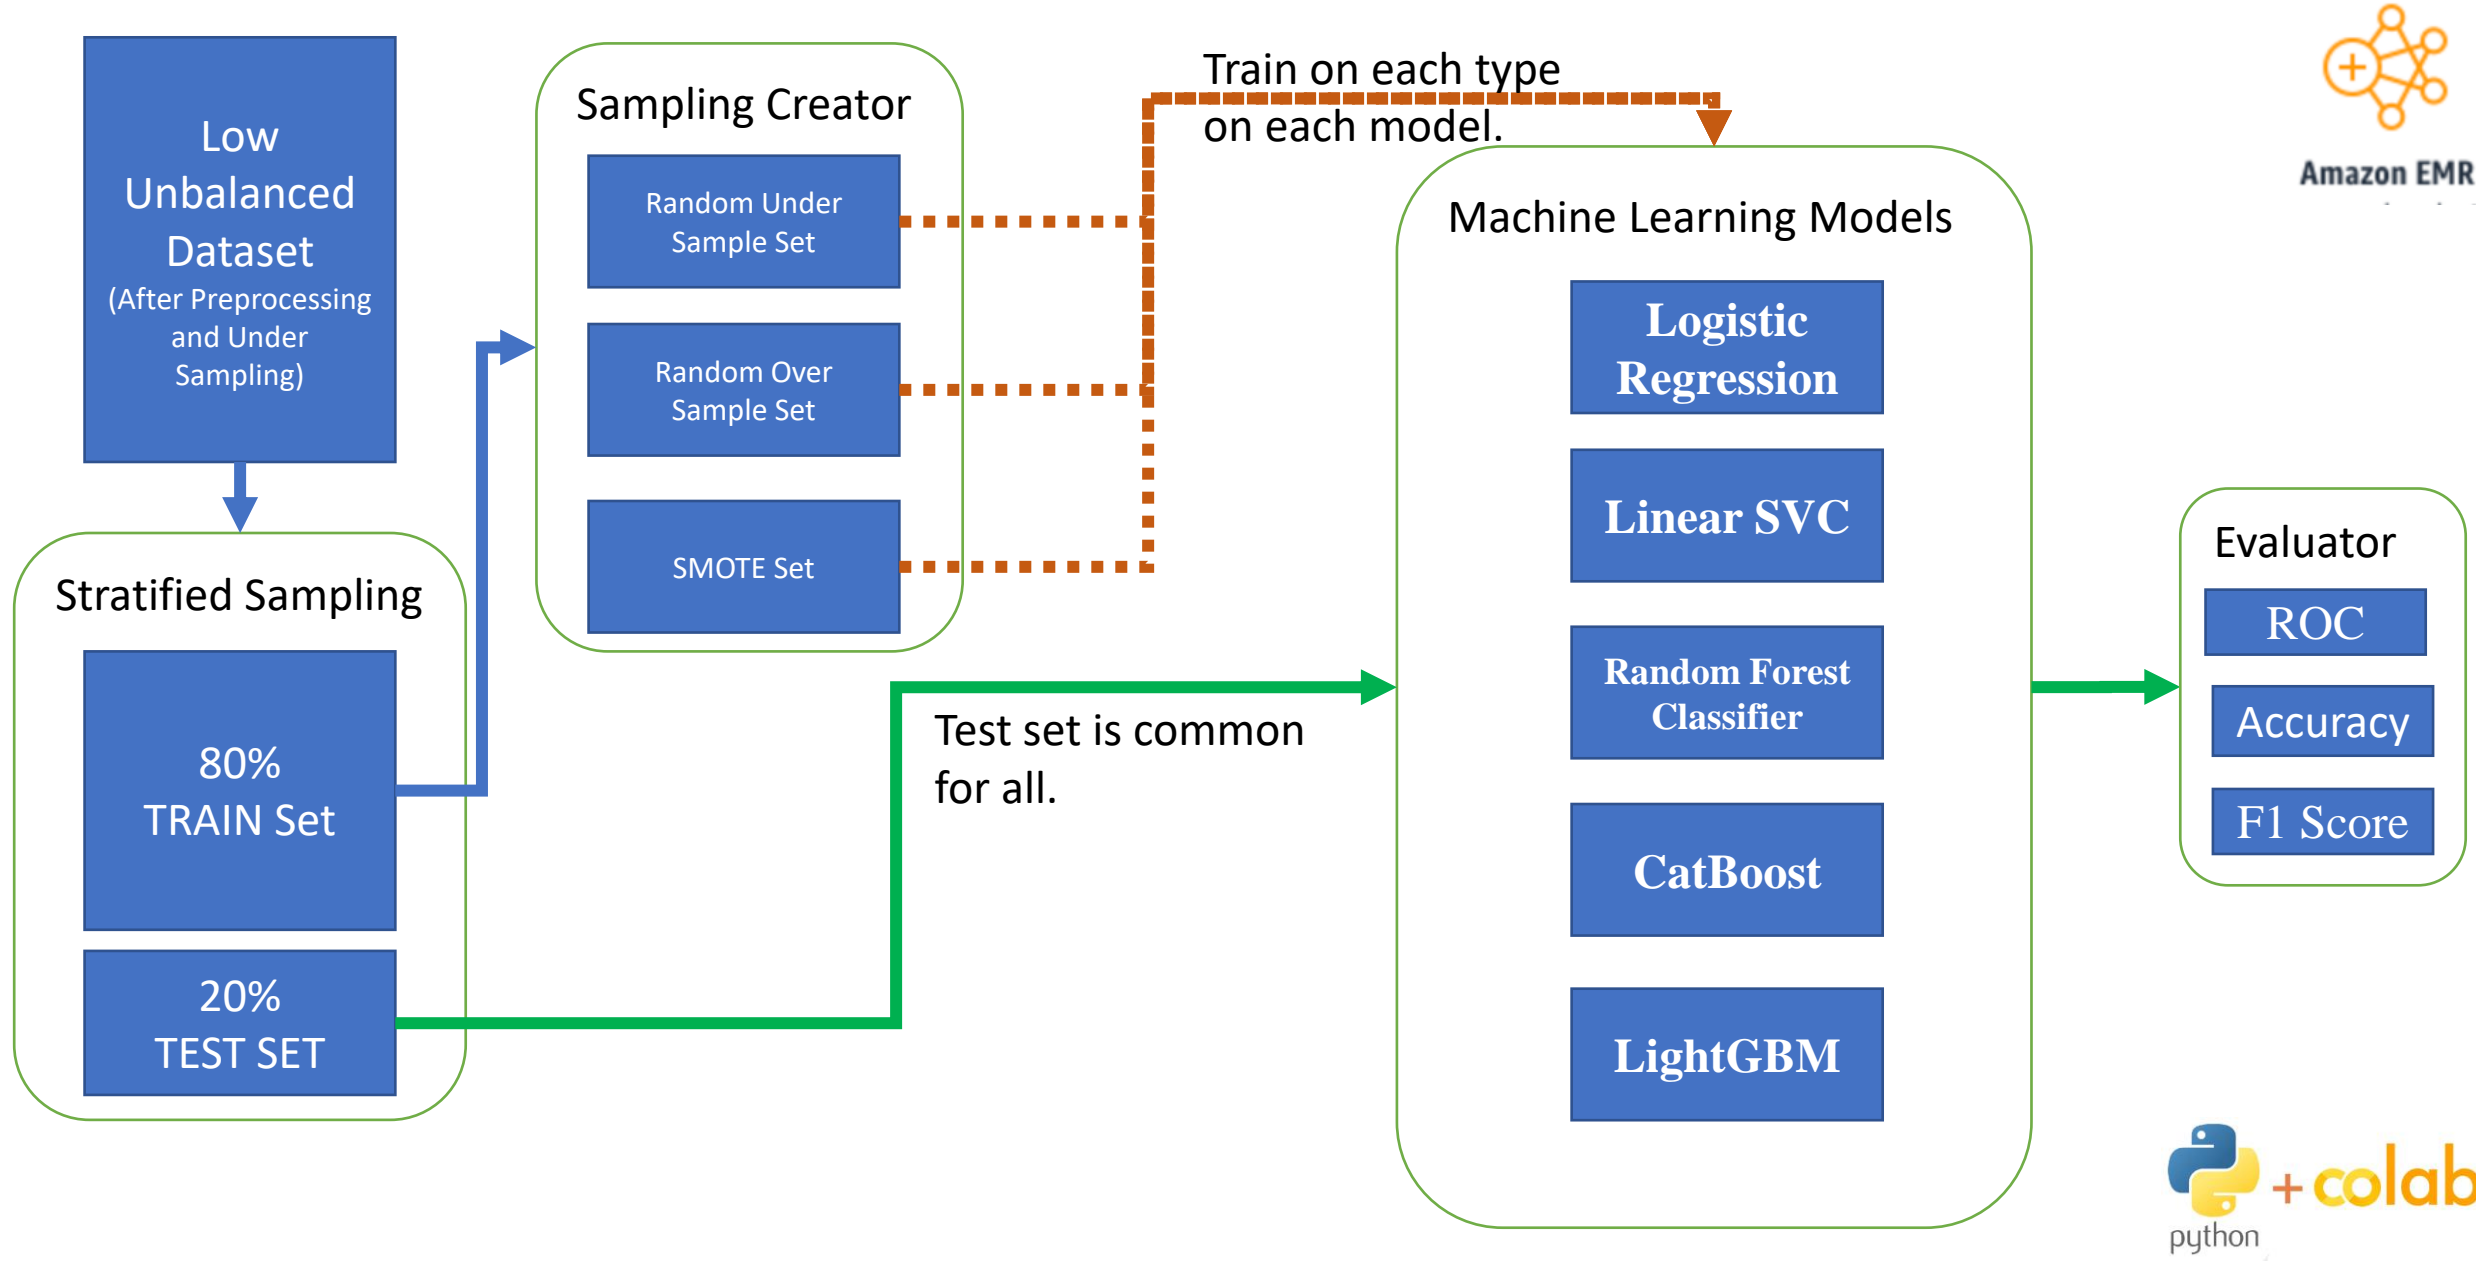 Low
Unbalanced
Dataset
(After Preprocessing
and Under
Sampling)
Stratified Sampling
80%
TRAIN Set
20%
TEST SET
Sampling Creator
Random Under
Sample Set
Random Over
Sample Set
SMOTE Set
Train on each type
on each model.
Test set is common
for all.
Machine Learning Models
Logistic
Regression
Linear SVC
Random Forest
Classifier
CatBoost
LightGBM
Evaluator
ROC
Accuracy
F1 Score
Amazon EMR
python
+ colab